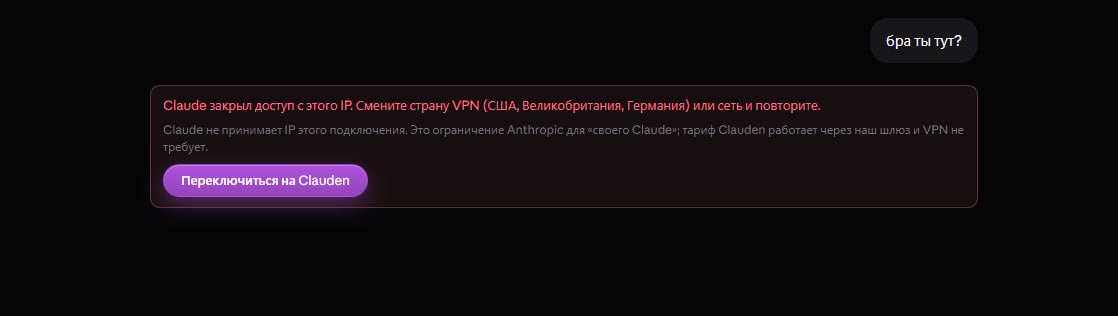 бра ты тут?
Claude закрыл доступ с этого IP. Смените страну VPN (США, Великобритания, Германия) или сеть и повторите.
Claude не принимает IP этого подключения. Это ограничение Anthropic для «своего Claude»; тариф Clauden работает через наш шлюз и VPN не
требует.
Переключиться на Clauden